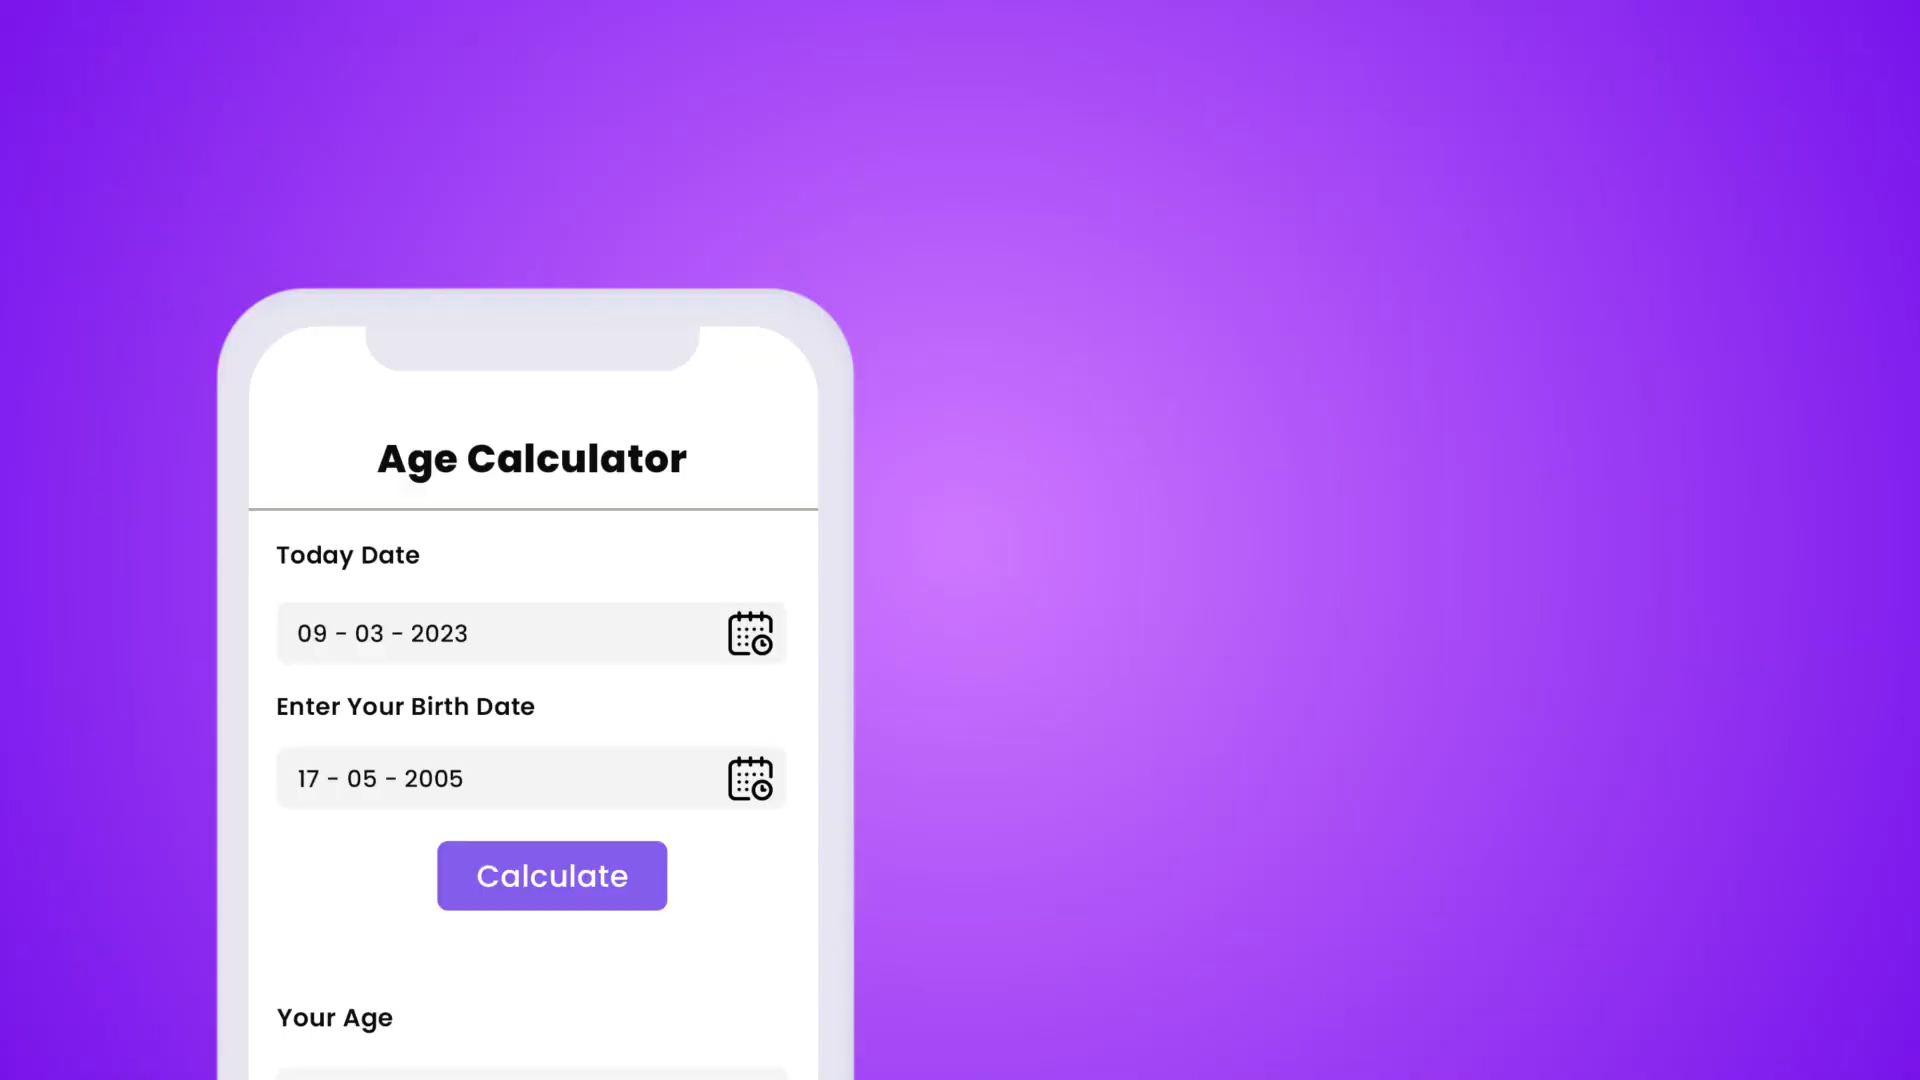 Age Calculator
Today Date
09 - 03 - 2023
Enter Your Birth Date
17 - 05 - 2005
Calculate
Your Age